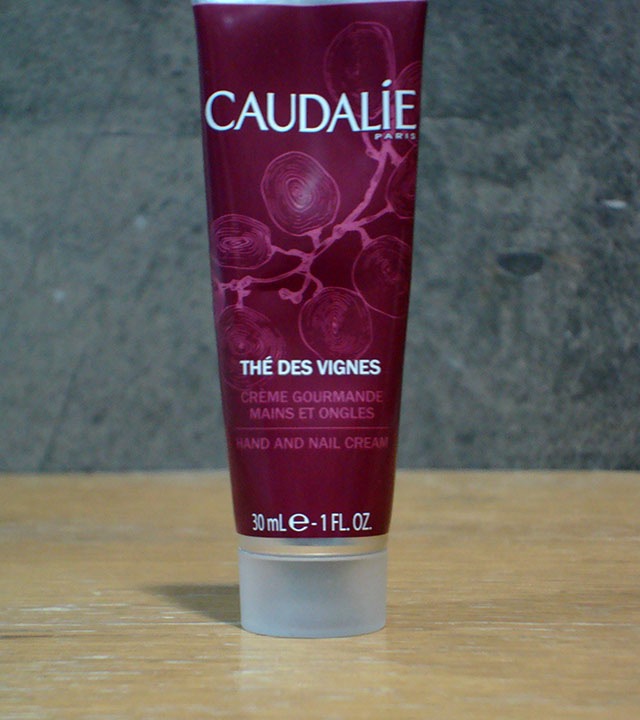 CAUDALIE
PARIS
THÉ DES VIGNES
CRÈME GOURMANDE
MAINS ET ONGLES
HAND AND NAIL CREAM
30 mL ℮ - 1 FL. OZ.